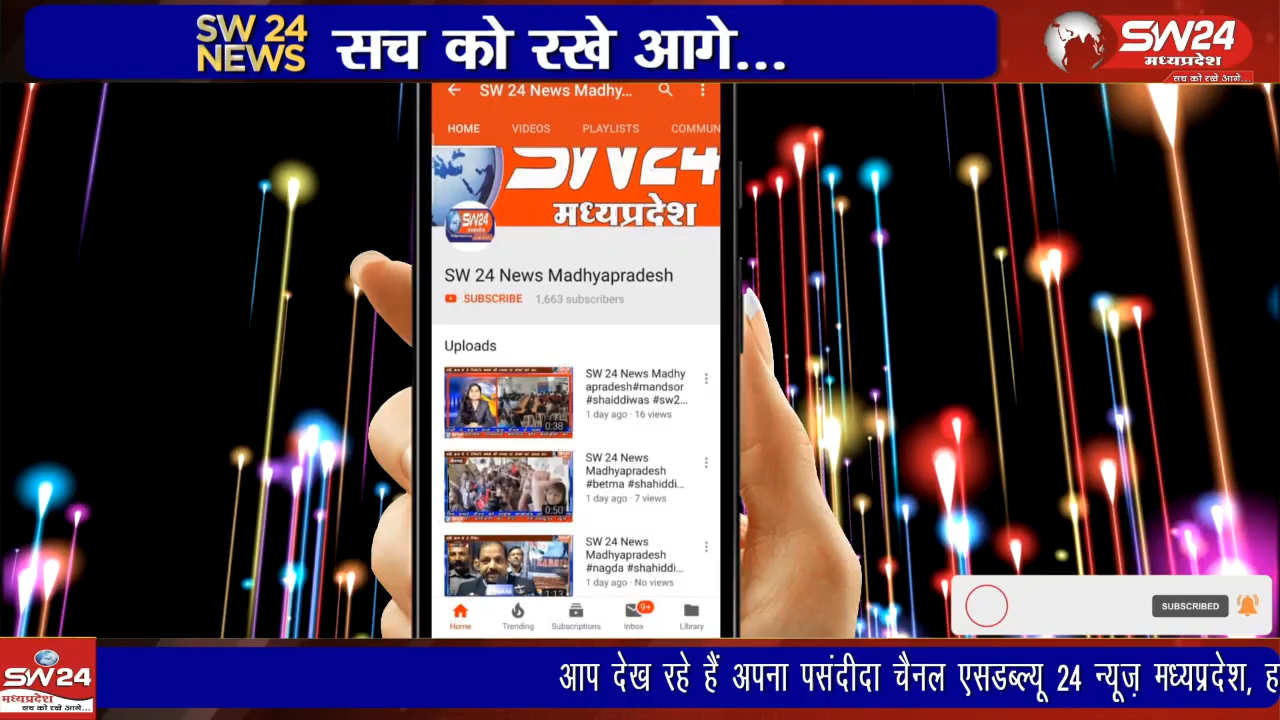 SW 24
NEWS
सच को रखे आगे...
SW24
मध्यप्रदेश
सच को रखे आगे...
SW 24 News Madhy...
HOME VIDEOS PLAYLISTS COMMUN
SW24
मध्यप्रदेश
SW24
SW 24 News Madhyapradesh
SUBSCRIBE 1,663 subscribers
Uploads
SW 24 News Madhy
apradesh#mandsor
#shaiddiwas #sw2...
1 day ago · 16 views
0:38
SW 24 News
Madhyapradesh
#betma #shahiddi...
1 day ago · 7 views
0:50
SW 24 News
Madhyapradesh
#nagda #shahiddi...
1 day ago · No views
1:13
9+
Home Trending Subscriptions Inbox Library
SUBSCRIBED
SW24
मध्यप्रदेश
सच को रखे आगे...
आप देख रहे हैं अपना पसंदीदा चैनल एसडब्ल्यू 24 न्यूज़ मध्यप्रदेश, ह